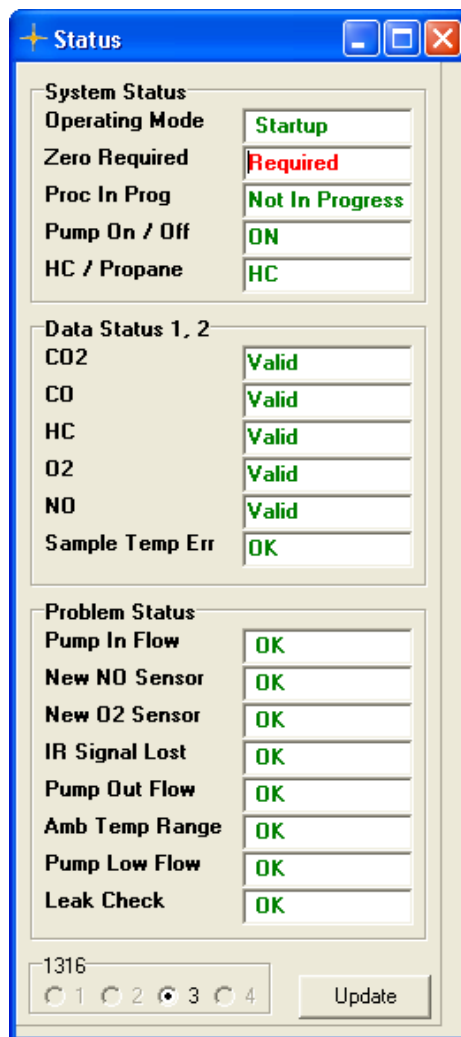 Status
System Status
Operating Mode Startup
Zero Required Required
Proc In Prog Not In Progress
Pump On / Off ON
HC / Propane HC
Data Status 1, 2
CO2 Valid
CO Valid
HC Valid
O2 Valid
NO Valid
Sample Temp Err OK
Problem Status
Pump In Flow OK
New NO Sensor OK
New O2 Sensor OK
IR Signal Lost OK
Pump Out Flow OK
Amb Temp Range OK
Pump Low Flow OK
Leak Check OK
1316
1 2 3 4 Update